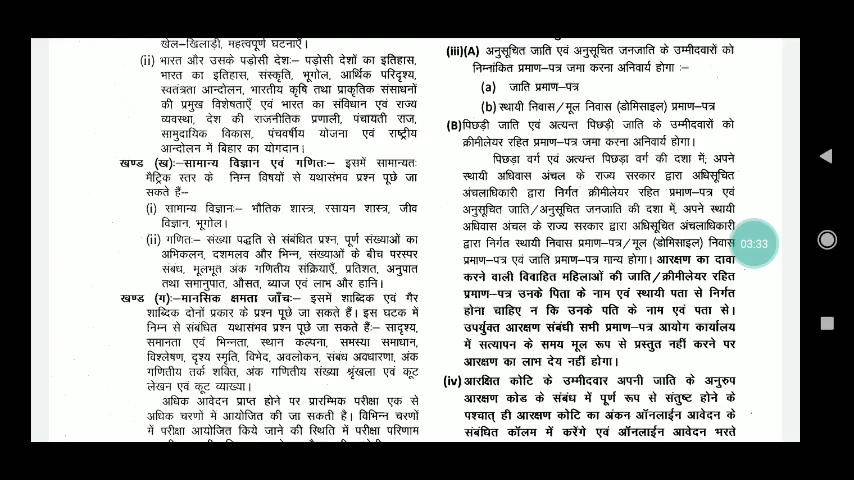 खेल–खिलाड़ी, महत्वपूर्ण घटनाएँ।
(ii) भारत और उसके पड़ोसी देशः– पड़ोसी देशों का इतिहास,
भारत का इतिहास, संस्कृति, भूगोल, आर्थिक परिदृश्य,
स्वतंत्रता आन्दोलन, भारतीय कृषि तथा प्राकृतिक संसाधनों
की प्रमुख विशेषताएँ एवं भारत का संविधान एवं राज्य
व्यवस्था, देश की राजनीतिक प्रणाली, पंचायती राज,
सामुदायिक विकास, पंचवर्षीय योजना एवं राष्ट्रीय
आन्दोलन में बिहार का योगदान।
खण्ड (ख)ः–सामान्य विज्ञान एवं गणितः– इसमें सामान्यतः
मैट्रिक स्तर के निम्न विषयों से यथासंभव प्रश्न पूछे जा
सकते हैं–
(i) सामान्य विज्ञानः– भौतिक शास्त्र, रसायन शास्त्र, जीव
विज्ञान, भूगोल।
(ii) गणितः– संख्या पद्धति से संबंधित प्रश्न, पूर्ण संख्याओं का
अभिकलन, दशमलव और भिन्न, संख्याओं के बीच परस्पर
संबंध, मूलभूत अंक गणितीय संक्रियाएँ, प्रतिशत, अनुपात
तथा समानुपात, औसत, ब्याज एवं लाभ और हानि।
खण्ड (ग)ः–मानसिक क्षमता जाँचः– इसमें शाब्दिक एवं गैर
शाब्दिक दोनों प्रकार के प्रश्न पूछे जा सकते हैं। इस घटक में
निम्न से संबंधित यथासंभव प्रश्न पूछे जा सकते हैंः– सादृश्य,
समानता एवं भिन्नता, स्थान कल्पना, समस्या समाधान,
विश्लेषण, दृश्य स्मृति, विभेद, अवलोकन, संबंध अवधारणा, अंक
गणितीय तर्क शक्ति, अंक गणितीय संख्या श्रृंखला एवं कूट
लेखन एवं कूट व्याख्या।
अधिक आवेदन प्राप्त होने पर प्रारम्भिक परीक्षा एक से
अधिक चरणों में आयोजित की जा सकती है। विभिन्न चरणों
में परीक्षा आयोजित किये जाने की स्थिति में परीक्षा परिणाम
(iii)(A) अनुसूचित जाति एवं अनुसूचित जनजाति के उम्मीदवारों को
निम्नांकित प्रमाण–पत्र जमा करना अनिवार्य होगा :–
(a) जाति प्रमाण–पत्र
(b) स्थायी निवास/मूल निवास (डोमिसाइल) प्रमाण–पत्र
(B)पिछड़ी जाति एवं अत्यन्त पिछड़ी जाति के उम्मीदवारों को
क्रीमीलेयर रहित प्रमाण–पत्र जमा करना अनिवार्य होगा।
पिछड़ा वर्ग एवं अत्यन्त पिछड़ा वर्ग की दशा में, अपने
स्थायी अधिवास अंचल के राज्य सरकार द्वारा अधिसूचित
अंचलाधिकारी द्वारा निर्गत क्रीमीलेयर रहित प्रमाण–पत्र एवं
अनुसूचित जाति/अनुसूचित जनजाति की दशा में, अपने स्थायी
अधिवास अंचल के राज्य सरकार द्वारा अधिसूचित अंचलाधिकारी
द्वारा निर्गत स्थायी निवास प्रमाण–पत्र/मूल (डोमिसाइल) निवास
प्रमाण–पत्र एवं जाति प्रमाण–पत्र मान्य होगा। आरक्षण का दावा
करने वाली विवाहित महिलाओं की जाति/क्रीमीलेयर रहित
प्रमाण–पत्र उनके पिता के नाम एवं स्थायी पता से निर्गत
होना चाहिए न कि उनके पति के नाम एवं पता से।
उपर्युक्त आरक्षण संबंधी सभी प्रमाण–पत्र आयोग कार्यालय
में सत्यापन के समय मूल रूप से प्रस्तुत नहीं करने पर
आरक्षण का लाभ देय नहीं होगा।
(iv) आरक्षित कोटि के उम्मीदवार अपनी जाति के अनुरुप
आरक्षण कोड के संबंध में पूर्ण रूप से संतुष्ट होने के
पश्चात् ही आरक्षण कोटि का अंकन ऑनलाईन आवेदन के
संबंधित कॉलम में करेंगे एवं ऑनलाईन आवेदन भरते
03:33